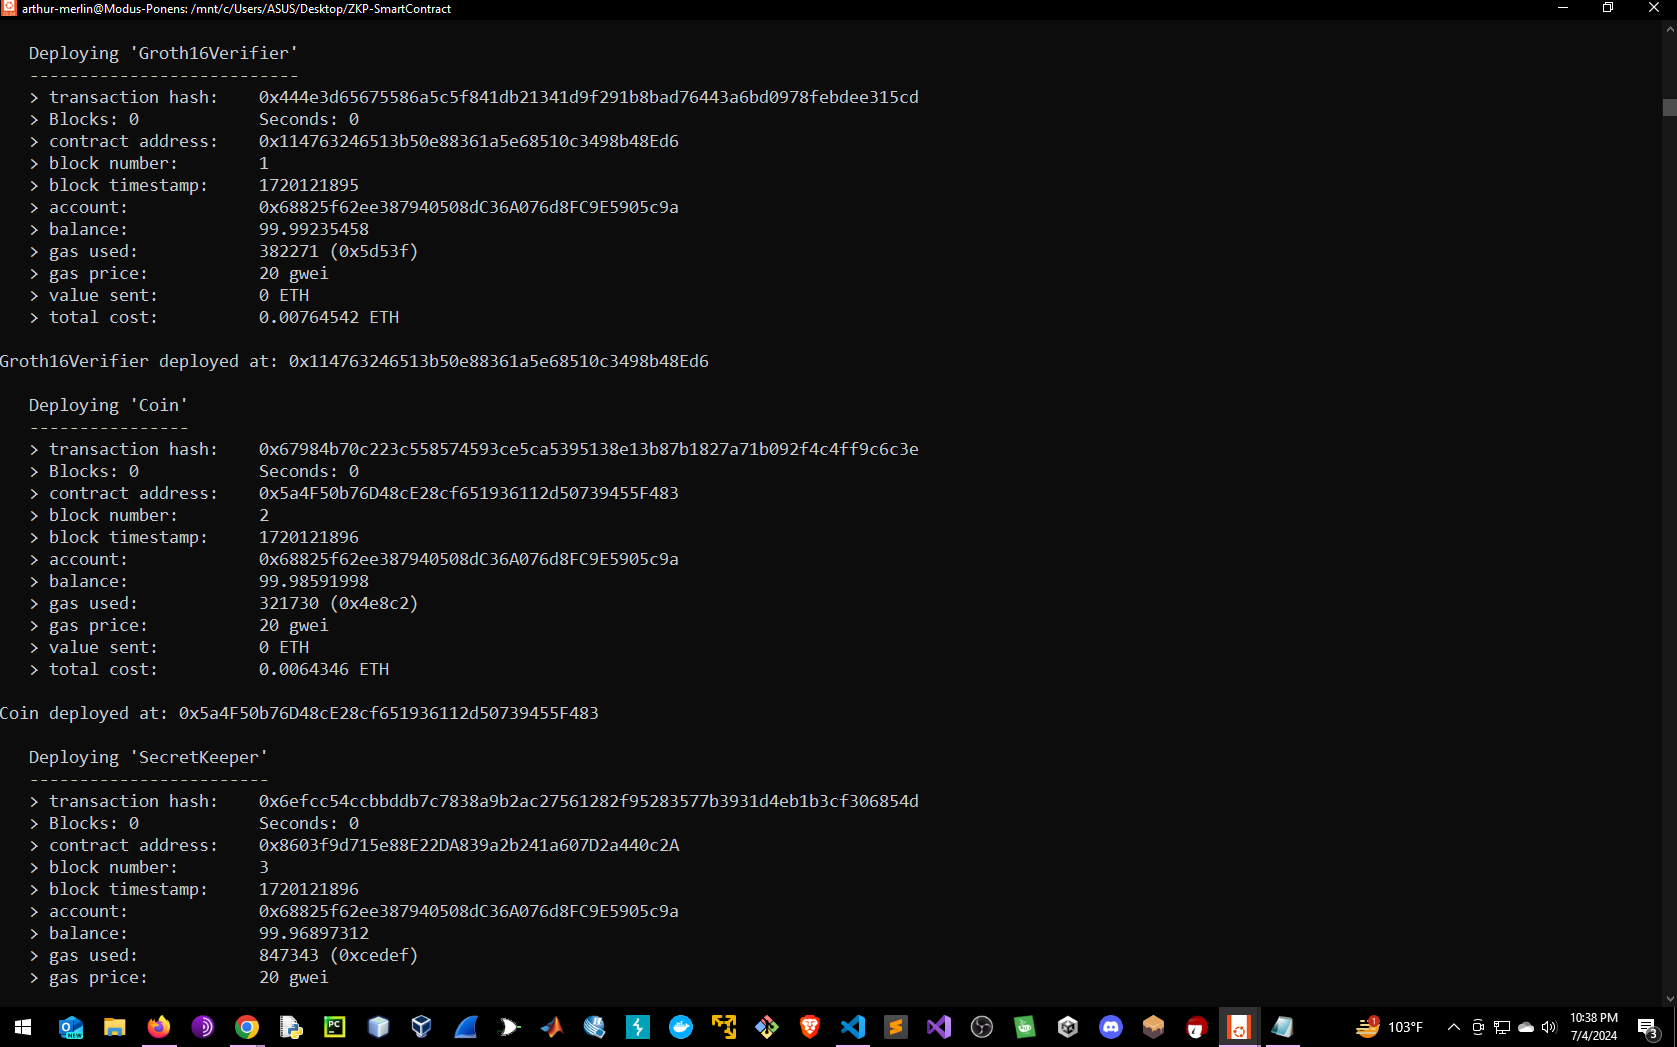 arthur-merlin@Modus-Ponens: /mnt/c/Users/ASUS/Desktop/ZKP-SmartContract
Deploying 'Groth16Verifier'
---------------------------
> transaction hash: 0x444e3d65675586a5c5f841db21341d9f291b8bad76443a6bd0978febdee315cd
> Blocks: 0 Seconds: 0
> contract address: 0x114763246513b50e88361a5e68510c3498b48Ed6
> block number: 1
> block timestamp: 1720121895
> account: 0x68825f62ee387940508dC36A076d8FC9E5905c9a
> balance: 99.99235458
> gas used: 382271 (0x5d53f)
> gas price: 20 gwei
> value sent: 0 ETH
> total cost: 0.00764542 ETH
Groth16Verifier deployed at: 0x114763246513b50e88361a5e68510c3498b48Ed6
Deploying 'Coin'
----------------
> transaction hash: 0x67984b70c223c558574593ce5ca5395138e13b87b1827a71b092f4c4ff9c6c3e
> Blocks: 0 Seconds: 0
> contract address: 0x5a4F50b76D48cE28cf651936112d50739455F483
> block number: 2
> block timestamp: 1720121896
> account: 0x68825f62ee387940508dC36A076d8FC9E5905c9a
> balance: 99.98591998
> gas used: 321730 (0x4e8c2)
> gas price: 20 gwei
> value sent: 0 ETH
> total cost: 0.0064346 ETH
Coin deployed at: 0x5a4F50b76D48cE28cf651936112d50739455F483
Deploying 'SecretKeeper'
------------------------
> transaction hash: 0x6efcc54ccbbddb7c7838a9b2ac27561282f95283577b3931d4eb1b3cf306854d
> Blocks: 0 Seconds: 0
> contract address: 0x8603f9d715e88E22DA839a2b241a607D2a440c2A
> block number: 3
> block timestamp: 1720121896
> account: 0x68825f62ee387940508dC36A076d8FC9E5905c9a
> balance: 99.96897312
> gas used: 847343 (0xcedef)
> gas price: 20 gwei
NEW
PC
1
103°F
10:38 PM
7/4/2024
3